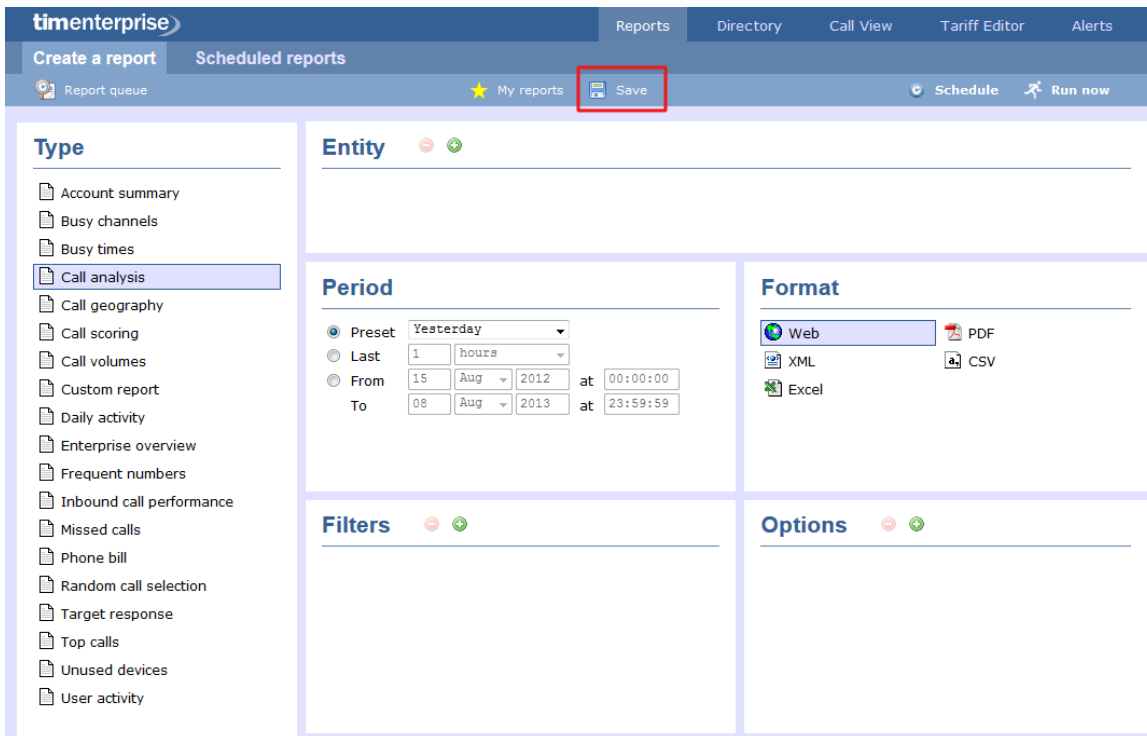 timenterprise
Reports Directory Call View Tariff Editor Alerts
Create a report Scheduled reports
Report queue My reports Save Schedule Run now
Type
Account summary
Busy channels
Busy times
Call analysis
Call geography
Call scoring
Call volumes
Custom report
Daily activity
Enterprise overview
Frequent numbers
Inbound call performance
Missed calls
Phone bill
Random call selection
Target response
Top calls
Unused devices
User activity
Entity
Period
Preset Yesterday
Last 1 hours
From 15 Aug 2012 at 00:00:00
To 08 Aug 2013 at 23:59:59
Format
Web PDF
XML CSV
Excel
Filters
Options